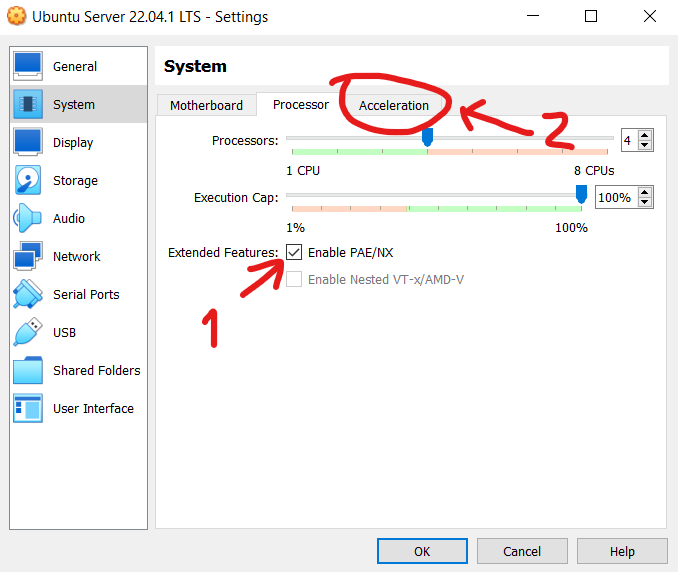 Ubuntu Server 22.04.1 LTS - Settings
General
System
Display
Storage
Audio
Network
Serial Ports
USB
Shared Folders
User Interface
System
Motherboard Processor Acceleration
2
Processors: 4
1 CPU 8 CPUs
Execution Cap: 100%
1% 100%
Extended Features: Enable PAE/NX
Enable Nested VT-x/AMD-V
1
OK Cancel Help